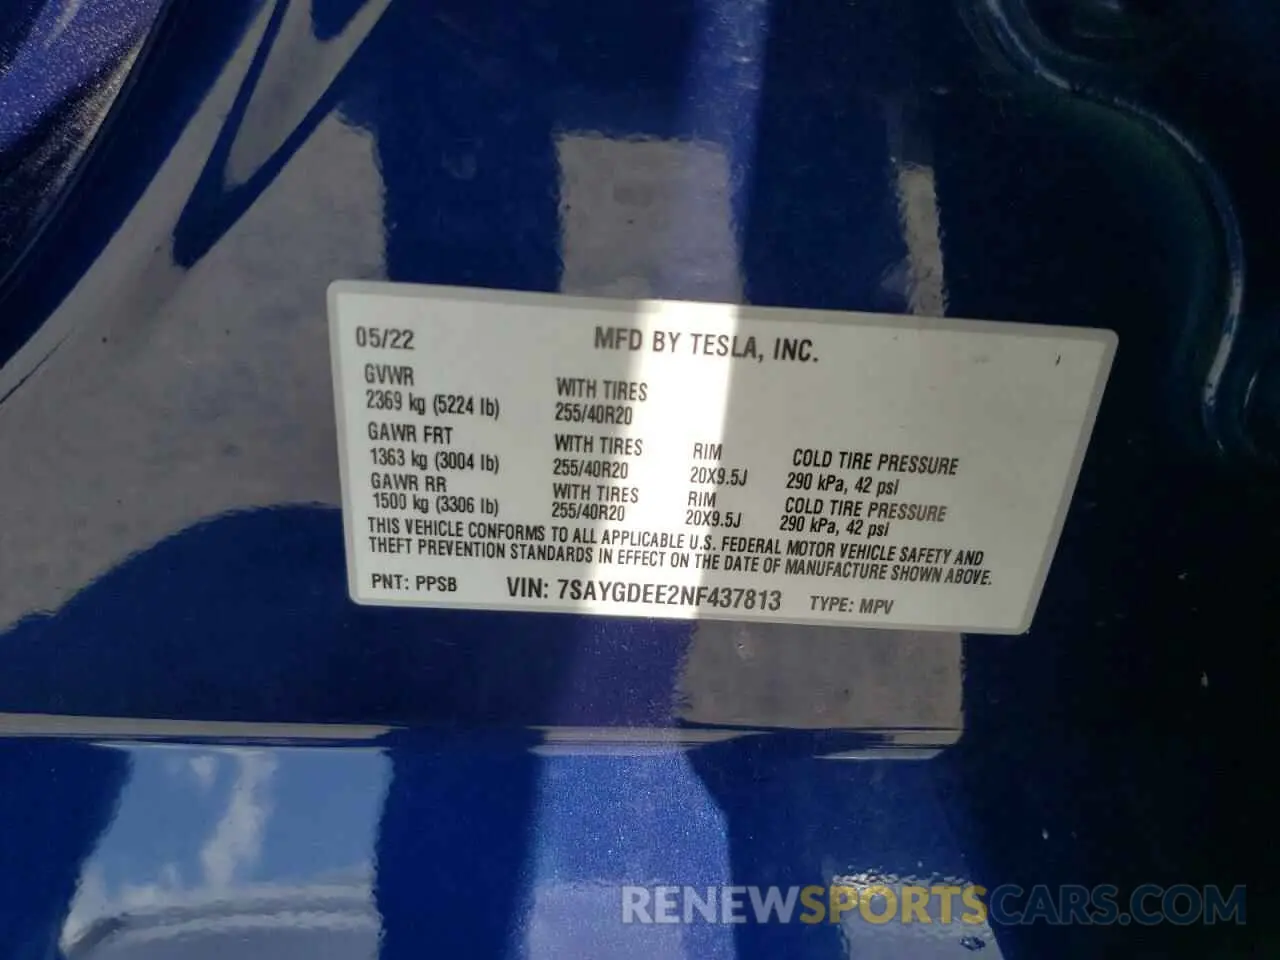 05/22 MFD BY TESLA, INC.
GVWR
2369 kg (5224 lb)
WITH TIRES
255/40R20
GAWR FRT
1363 kg (3004 lb)
WITH TIRES
255/40R20
RIM
20X9.5J
COLD TIRE PRESSURE
290 kPa, 42 psi
GAWR RR
1500 kg (3306 lb)
WITH TIRES
255/40R20
RIM
20X9.5J
COLD TIRE PRESSURE
290 kPa, 42 psi
THIS VEHICLE CONFORMS TO ALL APPLICABLE U.S. FEDERAL MOTOR VEHICLE SAFETY AND
THEFT PREVENTION STANDARDS IN EFFECT ON THE DATE OF MANUFACTURE SHOWN ABOVE.
PNT: PPSB VIN: 7SAYGDEE2NF437813 TYPE: MPV
RENEWSPORTSCARS.COM